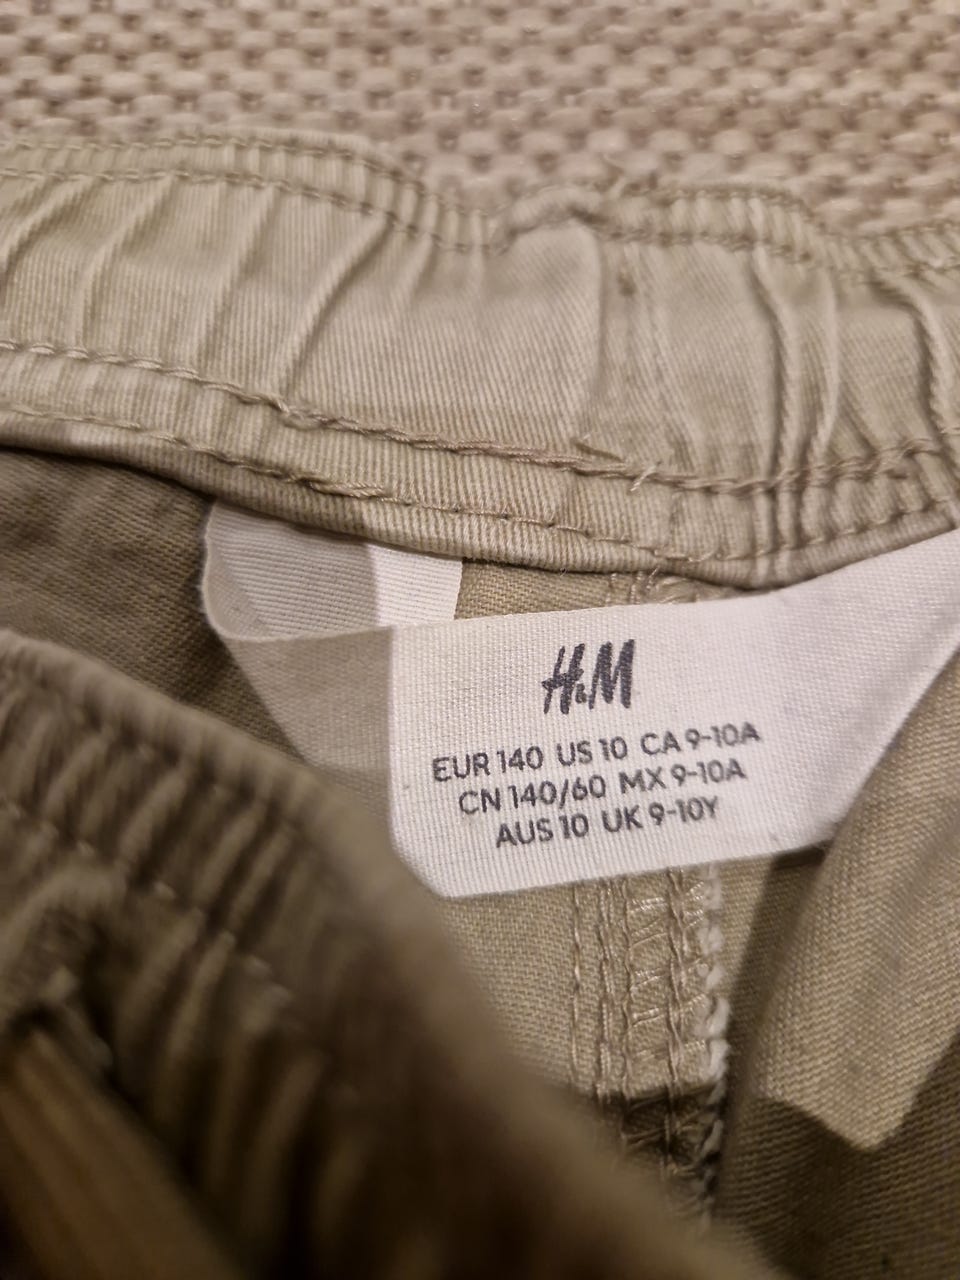 H&M
EUR 140 US 10 CA 9-10A
CN 140/60 MX 9-10A
AUS 10 UK 9-10Y